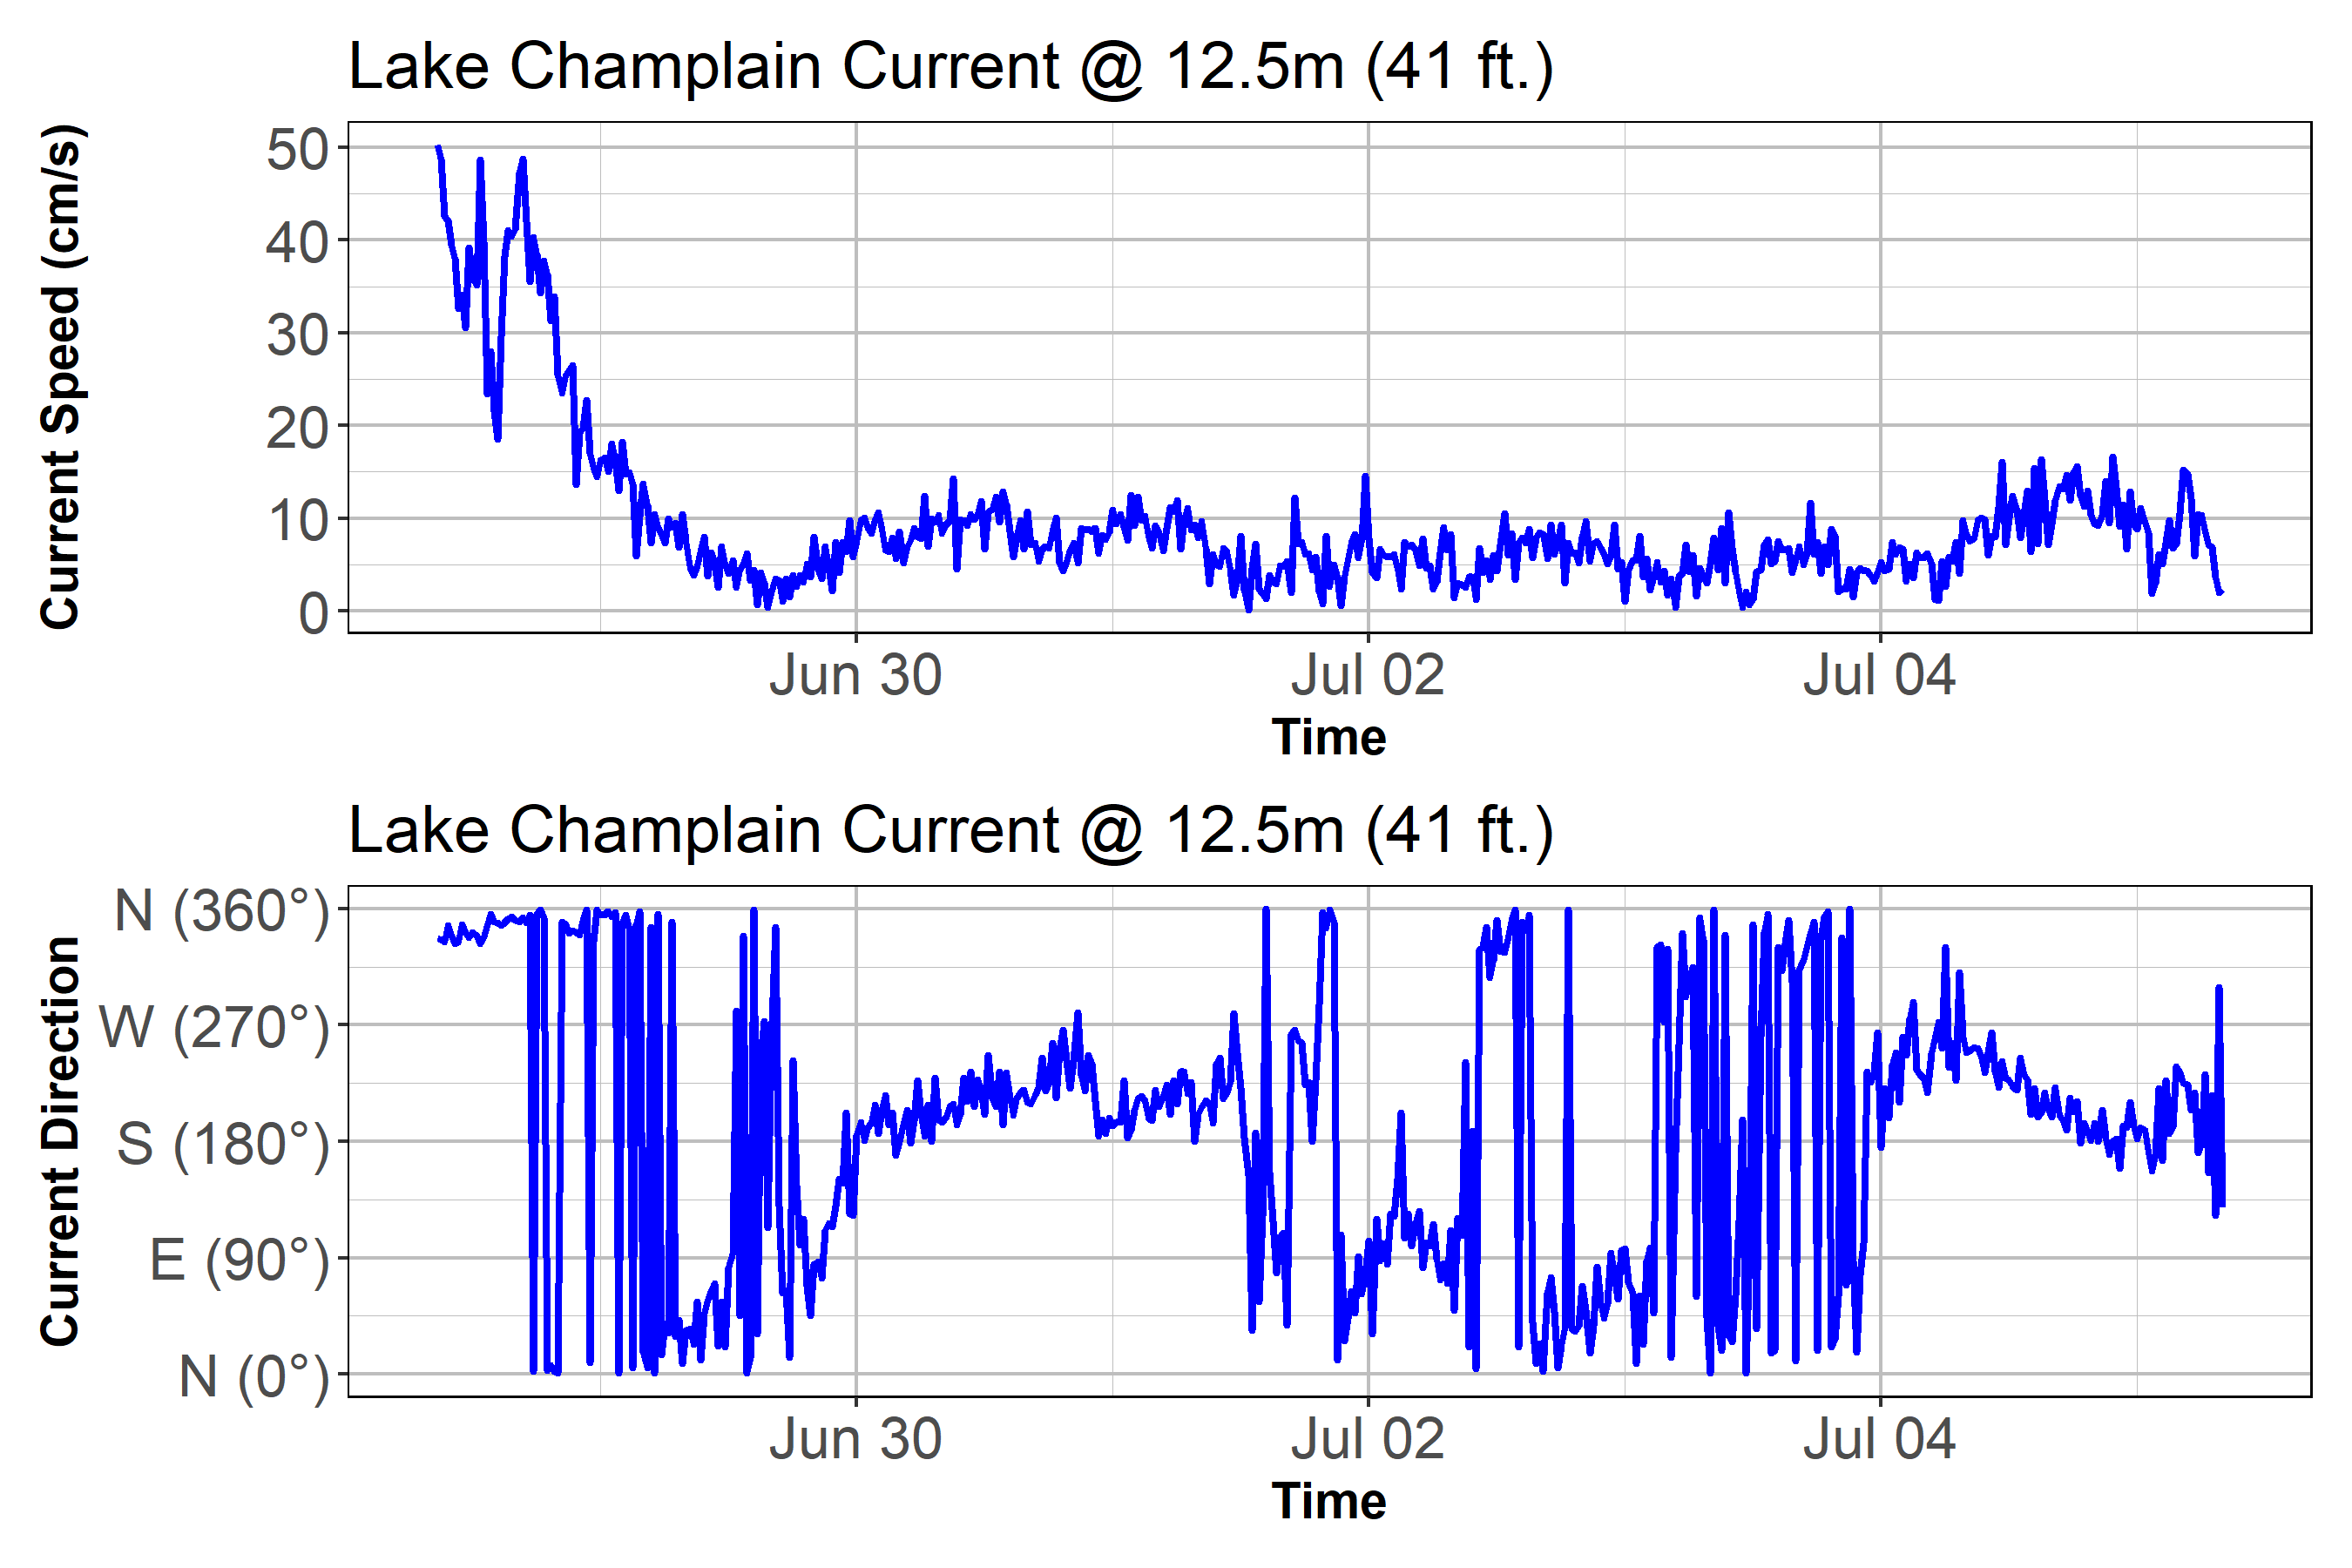 Lake Champlain Current @ 12.5m (41 ft.)
Current Speed (cm/s)
50
40
30
20
10
0
Jun 30 Jul 02 Jul 04
Time
Lake Champlain Current @ 12.5m (41 ft.)
Current Direction
N (360°)
W (270°)
S (180°)
E (90°)
N (0°)
Jun 30 Jul 02 Jul 04
Time